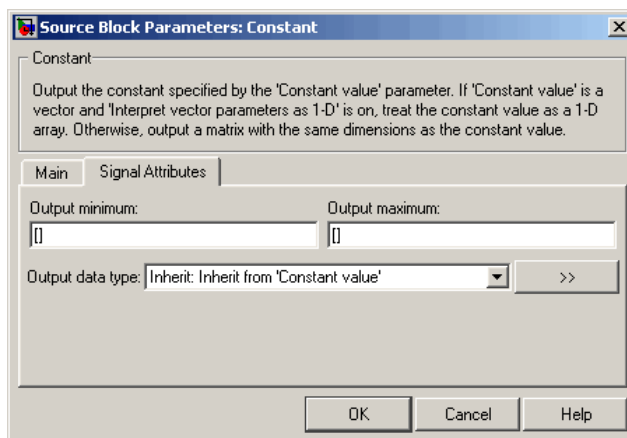 Source Block Parameters: Constant
Constant
Output the constant specified by the 'Constant value' parameter. If 'Constant value' is a
vector and 'Interpret vector parameters as 1-D' is on, treat the constant value as a 1-D
array. Otherwise, output a matrix with the same dimensions as the constant value.
Main Signal Attributes
Output minimum: Output maximum:
[] []
Output data type: Inherit: Inherit from 'Constant value' >>
OK Cancel Help